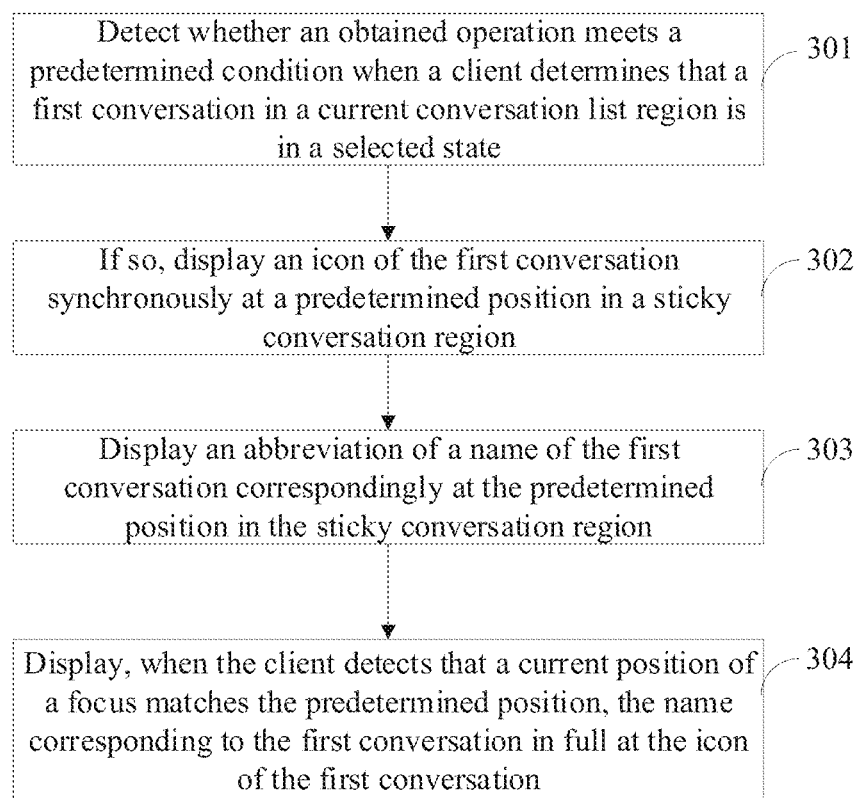 Detect whether an obtained operation meets a
predetermined condition when a client determines that a
first conversation in a current conversation list region is
in a selected state
301
If so, display an icon of the first conversation
synchronously at a predetermined position in a sticky
conversation region
302
Display an abbreviation of a name of the first
conversation correspondingly at the predetermined
position in the sticky conversation region
303
Display, when the client detects that a current position of
a focus matches the predetermined position, the name
corresponding to the first conversation in full at the icon
of the first conversation
304